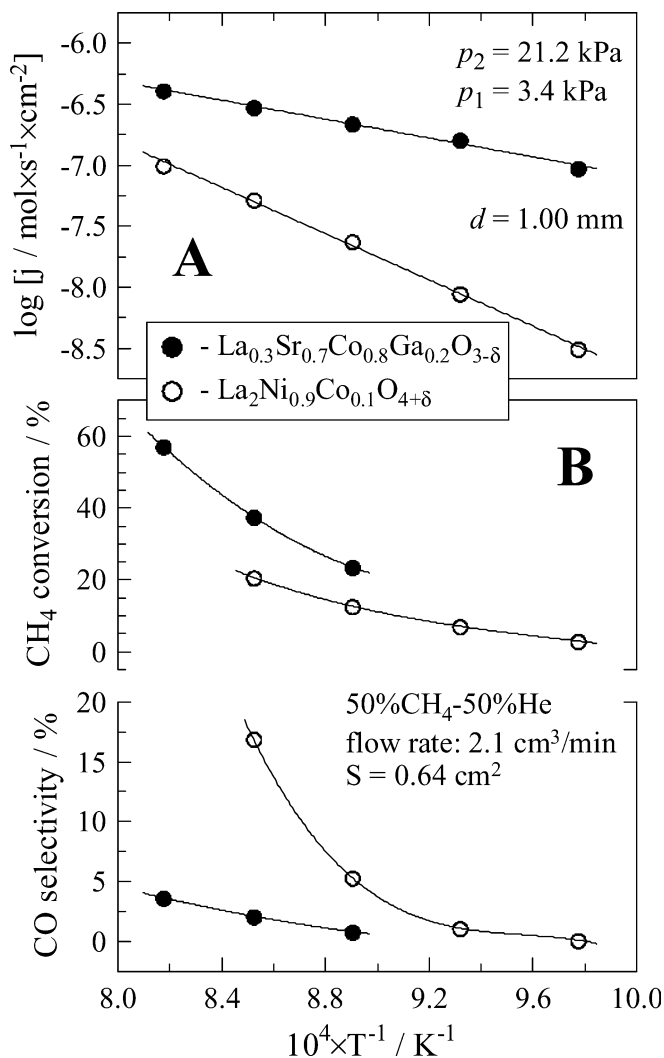 -6.0
-6.5
-7.0
-7.5
-8.0
-8.5
log [j / mol×s⁻¹×cm⁻²]
p₂ = 21.2 kPa
p₁ = 3.4 kPa
d = 1.00 mm
A
- La₀.₃Sr₀.₇Co₀.₈Ga₀.₂O₃₋δ
- La₂Ni₀.₉Co₀.₁O₄₊δ
60
40
20
0
CH₄ conversion / %
B
20
15
10
5
0
CO selectivity / %
50%CH₄-50%He
flow rate: 2.1 cm³/min
S = 0.64 cm²
8.0 8.4 8.8 9.2 9.6 10.0
10⁴×T⁻¹ / K⁻¹